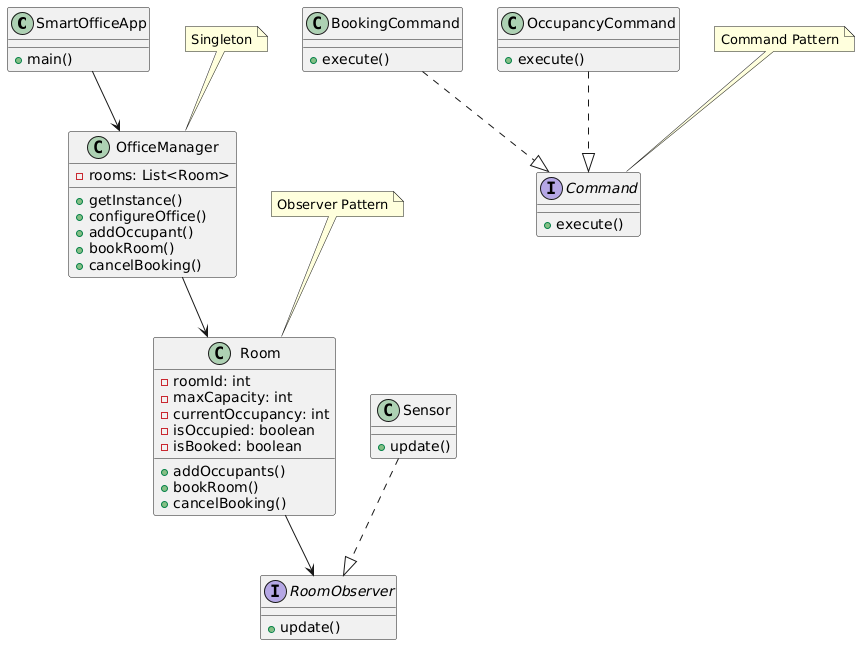 C SmartOfficeApp
main()
Singleton
C BookingCommand
execute()
C OccupancyCommand
execute()
Command Pattern
C OfficeManager
rooms: List<Room>
getInstance()
configureOffice()
addOccupant()
bookRoom()
cancelBooking()
I Command
execute()
Observer Pattern
C Room
roomId: int
maxCapacity: int
currentOccupancy: int
isOccupied: boolean
isBooked: boolean
addOccupants()
bookRoom()
cancelBooking()
C Sensor
update()
I RoomObserver
update()